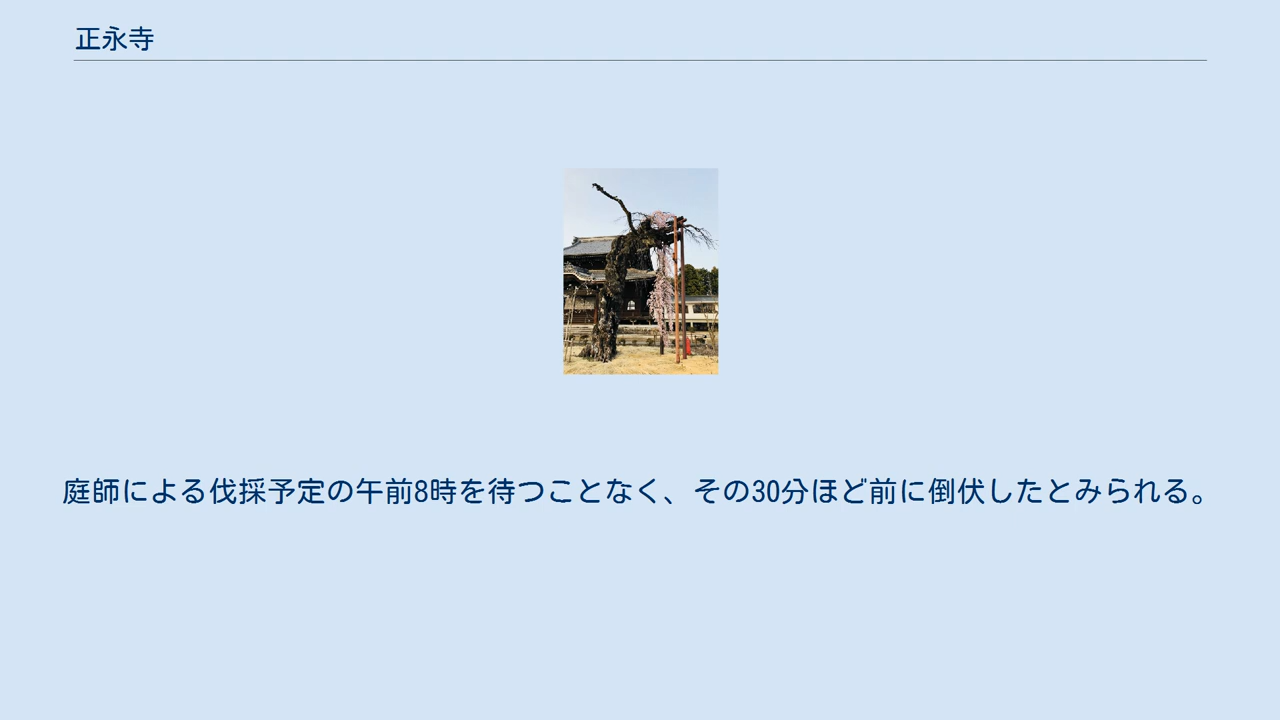 正永寺
庭師による伐採予定の午前8時を待つことなく、その30分ほど前に倒伏したとみられる。